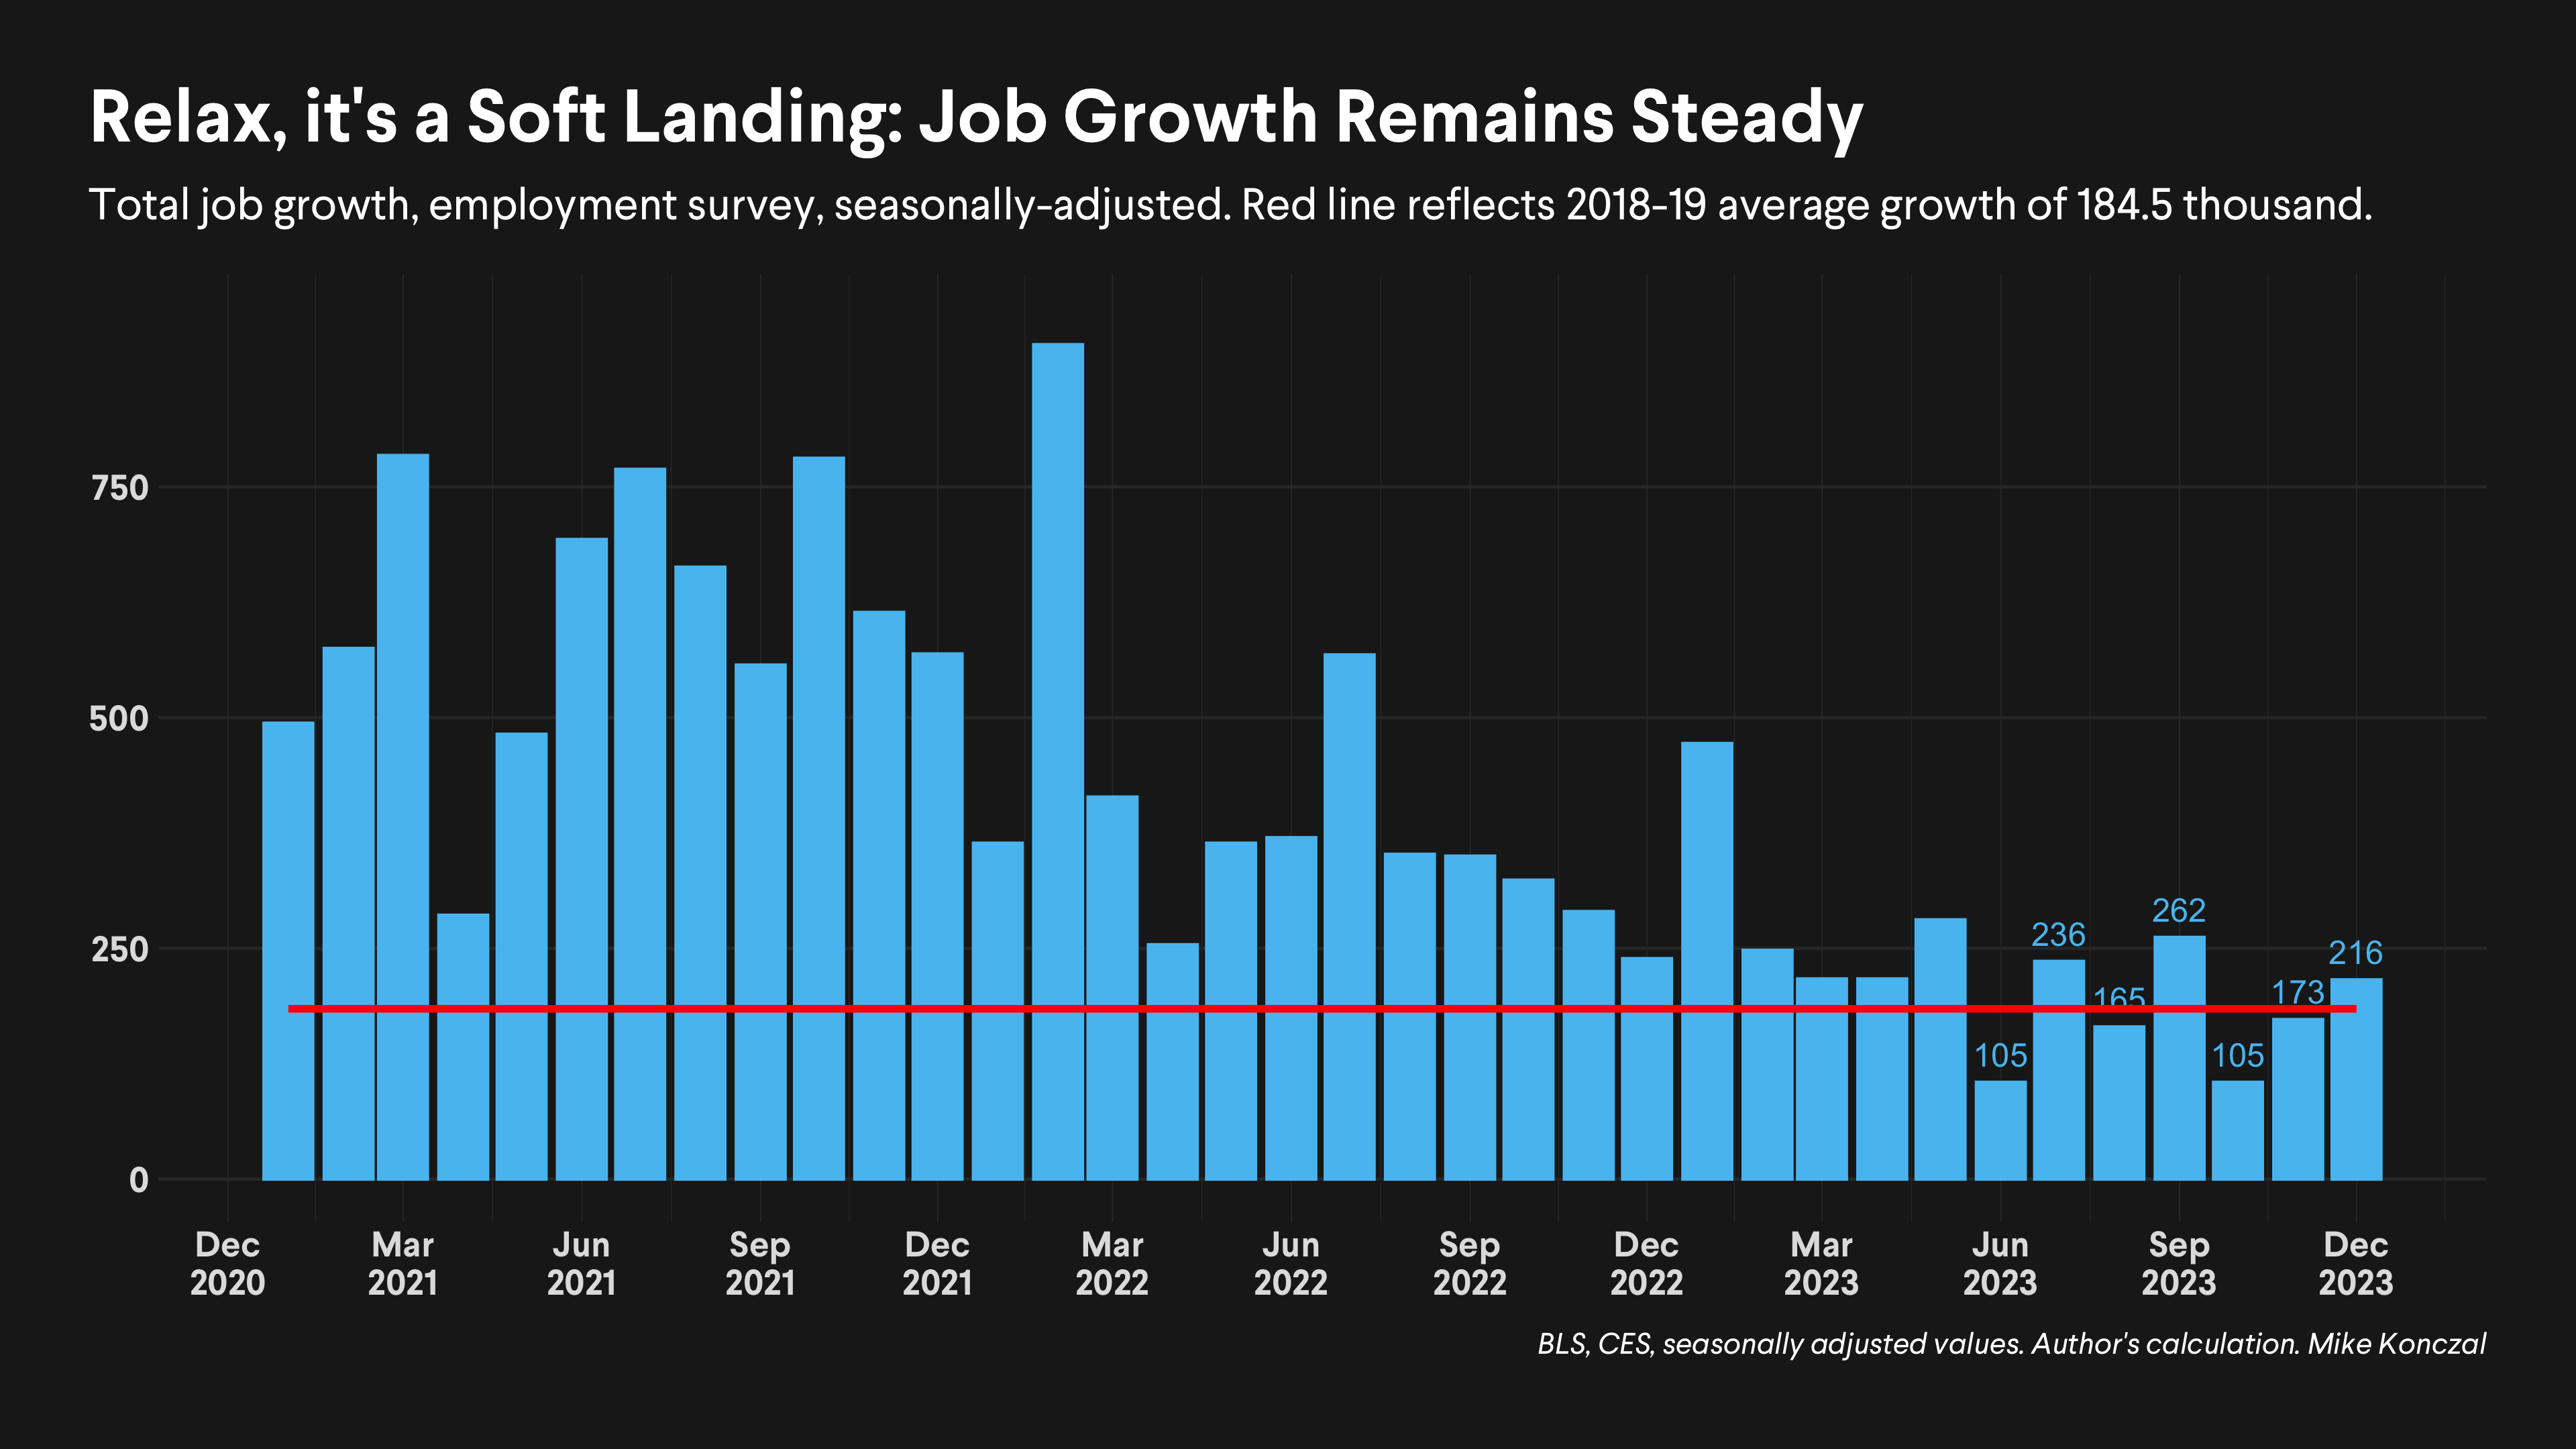 Relax, it's a Soft Landing: Job Growth Remains Steady
Total job growth, employment survey, seasonally-adjusted. Red line reflects 2018-19 average growth of 184.5 thousand.
750
500
250
0
105
236
165
262
105
173
216
Dec Mar Jun Sep Dec Mar Jun Sep Dec Mar Jun Sep Dec
2020 2021 2021 2021 2021 2022 2022 2022 2022 2023 2023 2023 2023
BLS, CES, seasonally adjusted values. Author's calculation. Mike Konczal